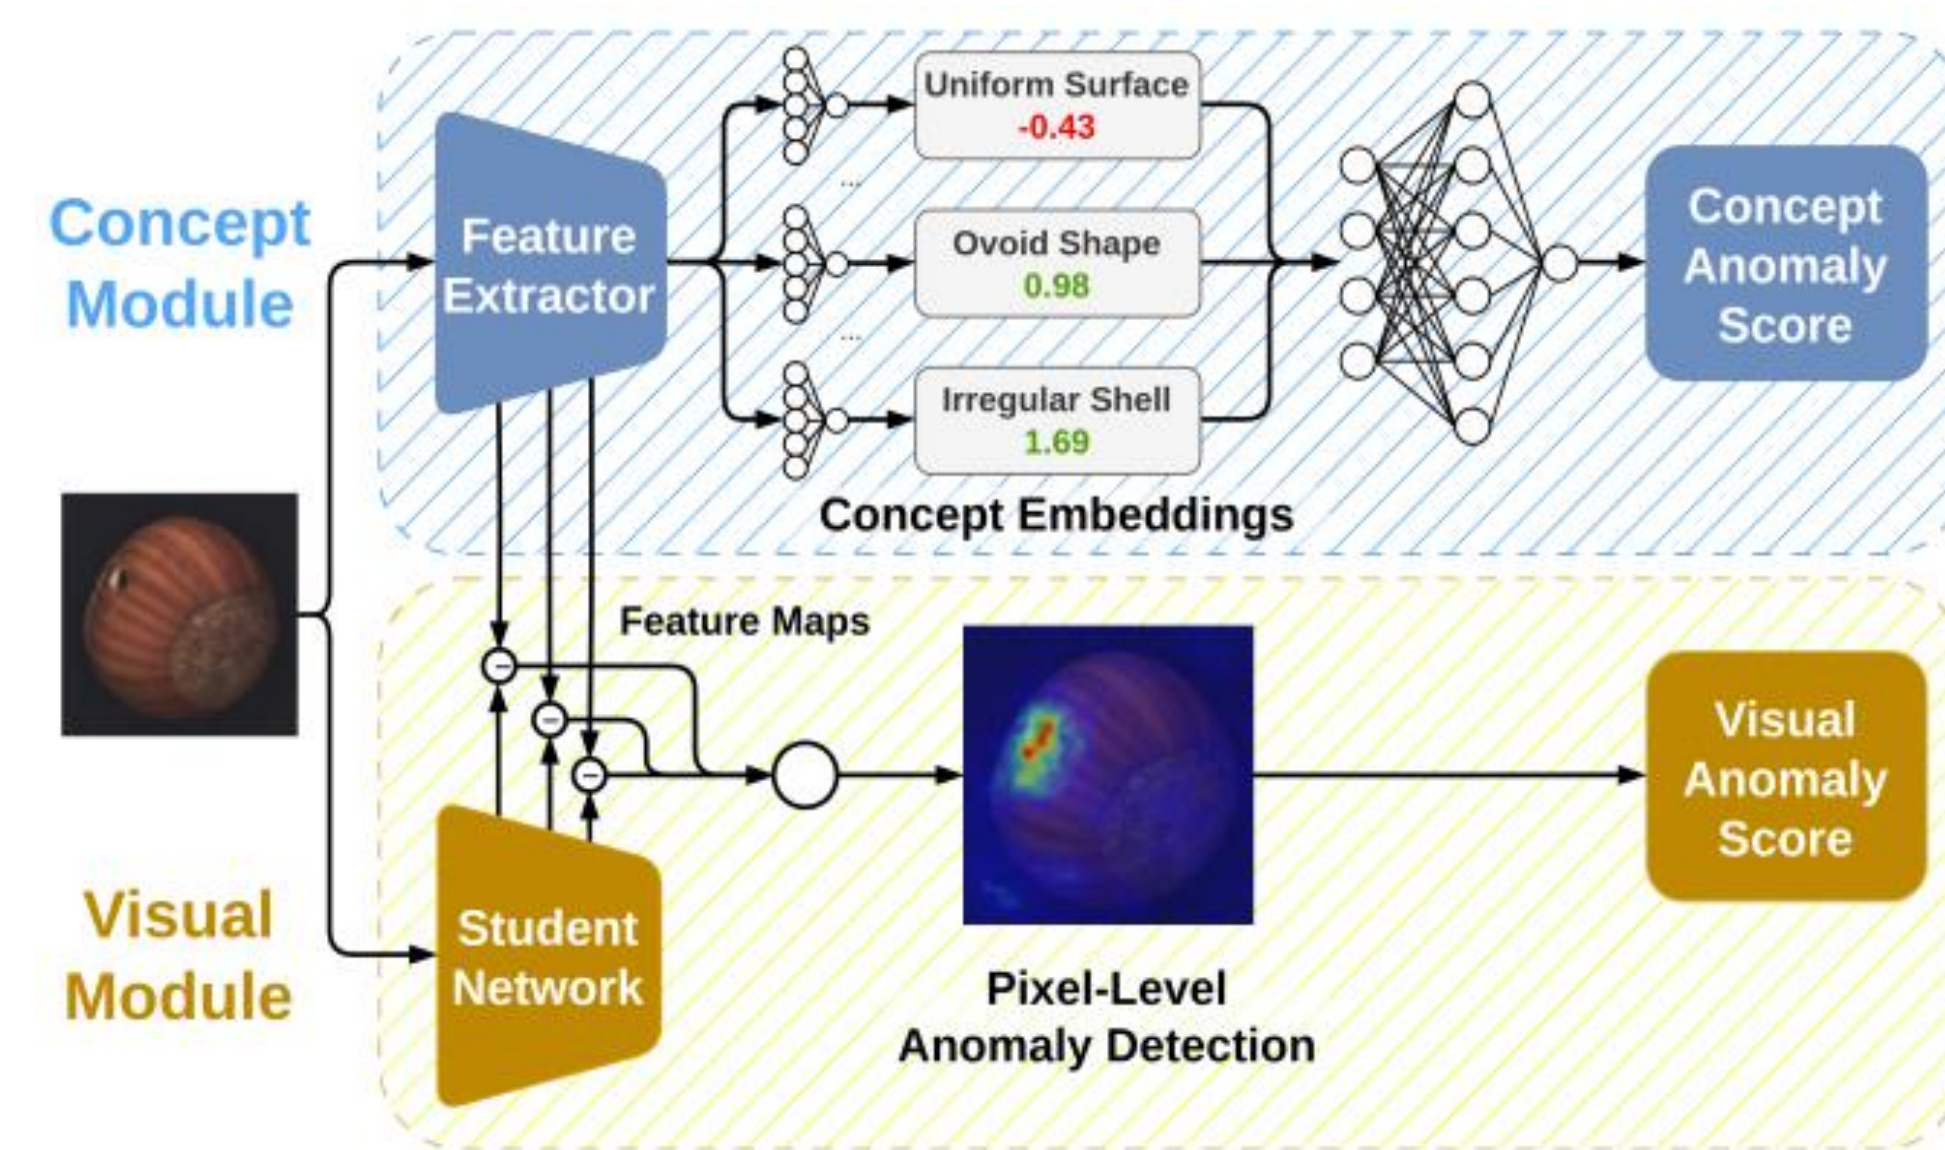 Concept
Module
Feature
Extractor
Uniform Surface
-0.43
...
Ovoid Shape
0.98
...
Irregular Shell
1.69
Concept Embeddings
Concept
Anomaly
Score
Visual
Module
Student
Network
Feature Maps
Pixel-Level
Anomaly Detection
Visual
Anomaly
Score